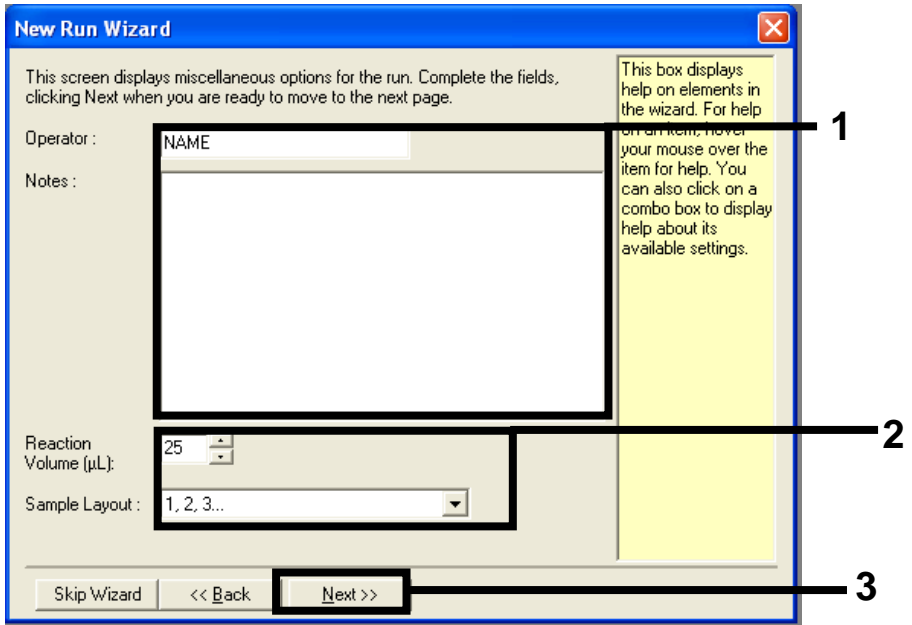 New Run Wizard
This screen displays miscellaneous options for the run. Complete the fields,
clicking Next when you are ready to move to the next page.
This box displays
help on elements in
the wizard. For help
on an item, hover
your mouse over the
item for help. You
can also click on a
combo box to display
help about its
available settings.
1
Operator :
NAME
Notes :
2
Reaction
Volume (µL):
25
Sample Layout :
1, 2, 3...
Skip Wizard
<< Back
Next >>
3